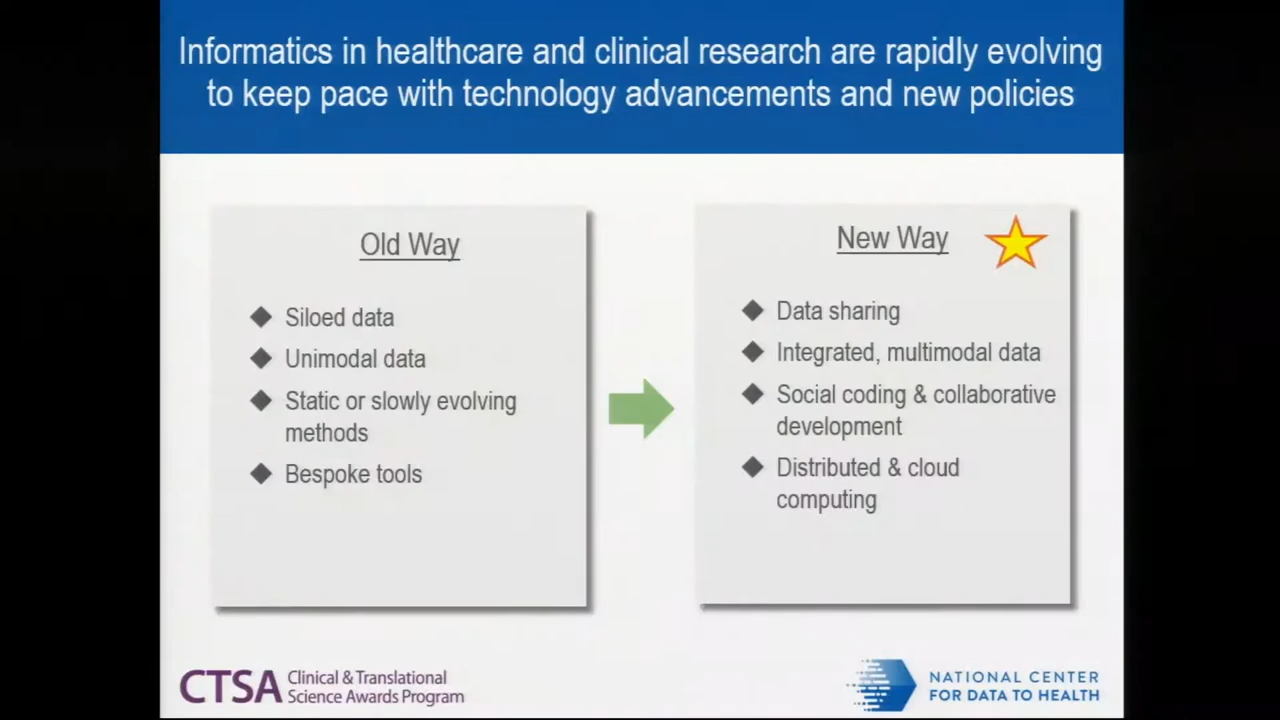 Informatics in healthcare and clinical research are rapidly evolving
to keep pace with technology advancements and new policies
Old Way
Siloed data
Unimodal data
Static or slowly evolving
methods
Bespoke tools
New Way
Data sharing
Integrated, multimodal data
Social coding & collaborative
development
Distributed & cloud
computing
CTSA Clinical & Translational
Science Awards Program
NATIONAL CENTER
FOR DATA TO HEALTH